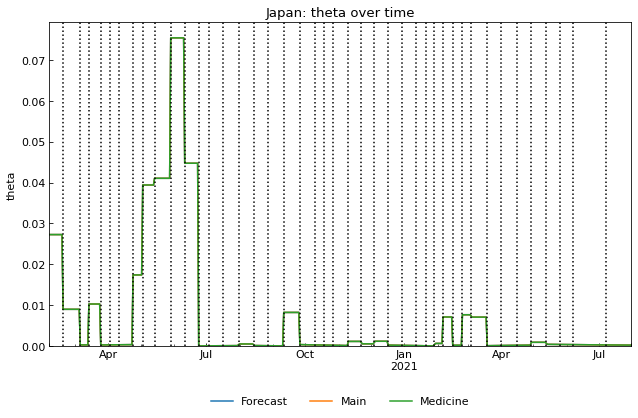 Japan: theta over time
theta
0.07
0.06
0.05
0.04
0.03
0.02
0.01
0.00
Apr Jul Oct Jan Apr Jul
2021
Forecast Main Medicine